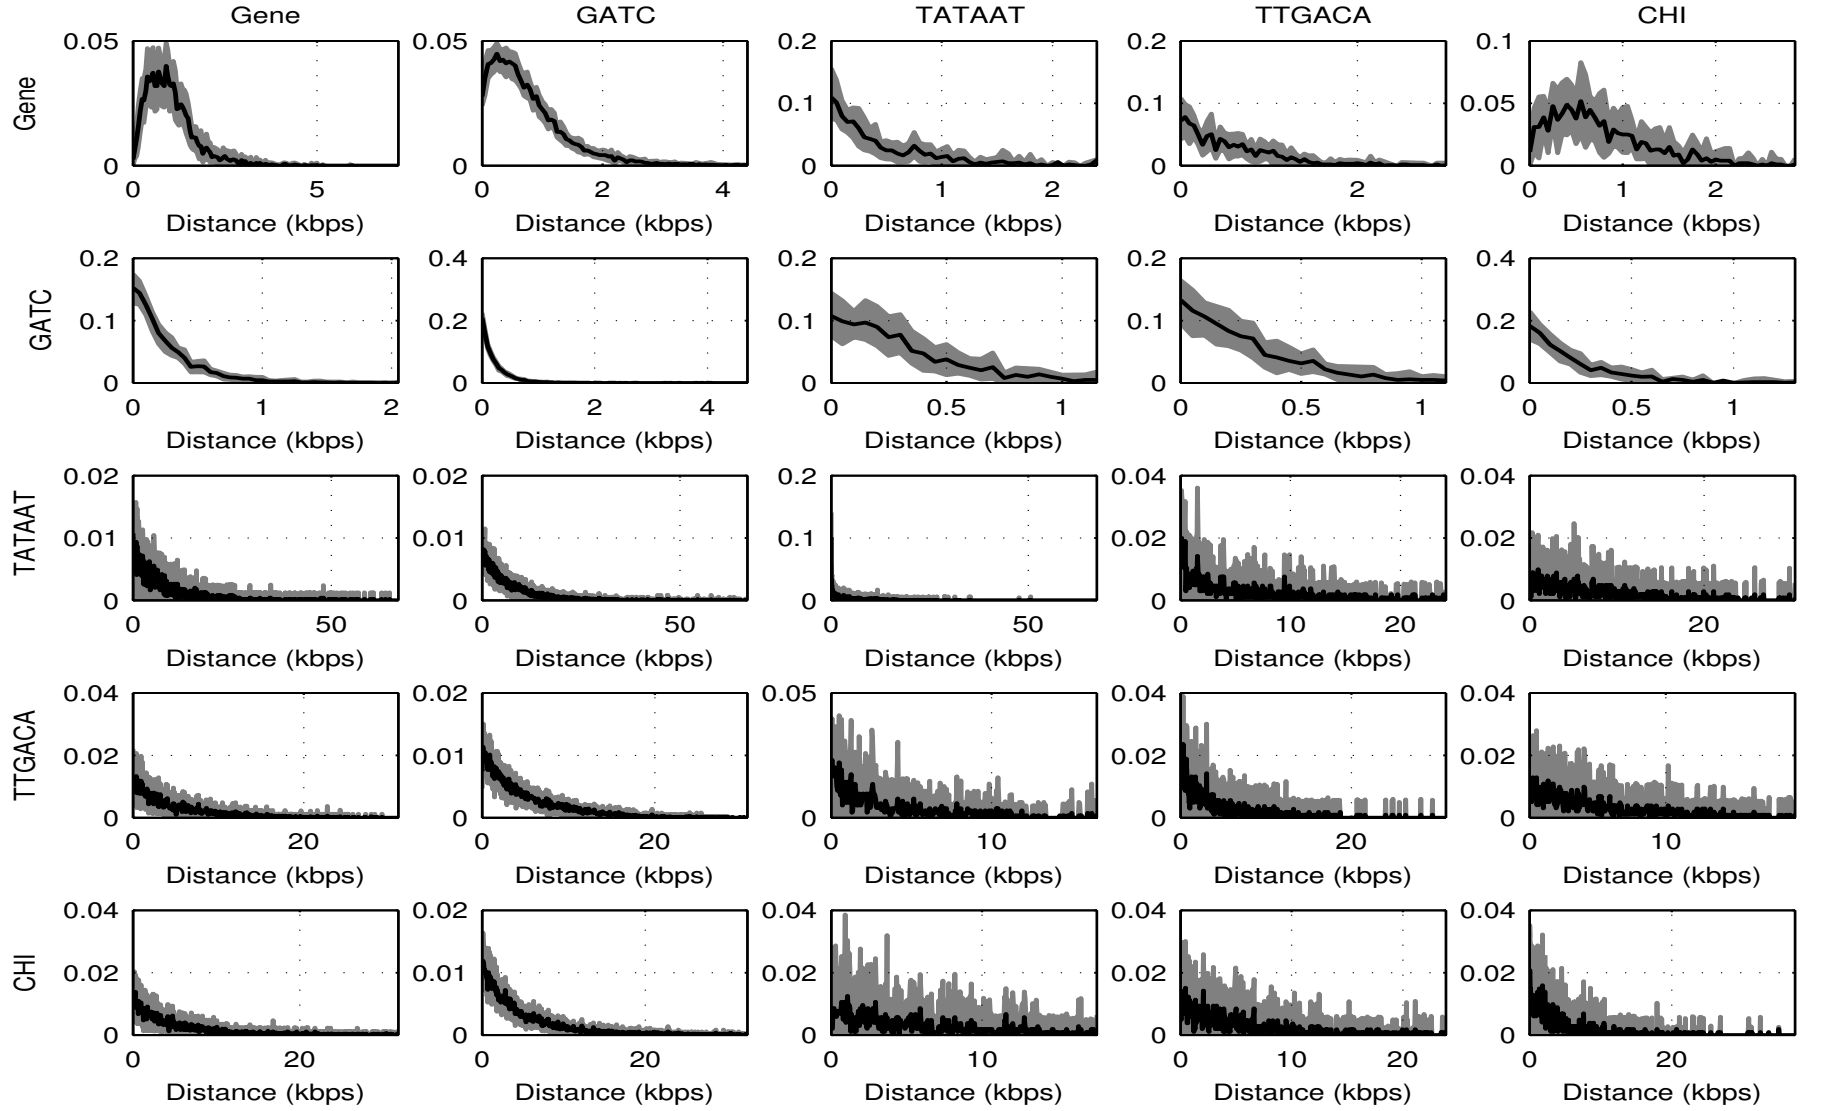 Gene GATC TATAAT TTGACA CHI
Gene
0.05 0.05 0.2 0.2 0.1
0.1 0.1 0.05
0 0 0 0 0
0 5 0 2 4 0 1 2 0 2 0 1 2
Distance (kbps) Distance (kbps) Distance (kbps) Distance (kbps) Distance (kbps)
GATC
0.2 0.4 0.2 0.2 0.4
0.1 0.2 0.1 0.1 0.2
0 0 0 0 0
0 1 2 0 2 4 0 0.5 1 0 0.5 1 0 0.5 1
Distance (kbps) Distance (kbps) Distance (kbps) Distance (kbps) Distance (kbps)
TATAAT
0.02 0.02 0.2 0.04 0.04
0.01 0.01 0.1 0.02 0.02
0 0 0 0 0
0 50 0 50 0 50 0 10 20 0 20
Distance (kbps) Distance (kbps) Distance (kbps) Distance (kbps) Distance (kbps)
TTGACA
0.04 0.02 0.05 0.04 0.04
0.02 0.01 0.02 0.02
0 0 0 0 0
0 20 0 20 0 10 0 20 0 10
Distance (kbps) Distance (kbps) Distance (kbps) Distance (kbps) Distance (kbps)
CHI
0.04 0.02 0.04 0.04 0.04
0.02 0.01 0.02 0.02 0.02
0 0 0 0 0
0 20 0 20 0 10 0 10 20 0 20
Distance (kbps) Distance (kbps) Distance (kbps) Distance (kbps) Distance (kbps)